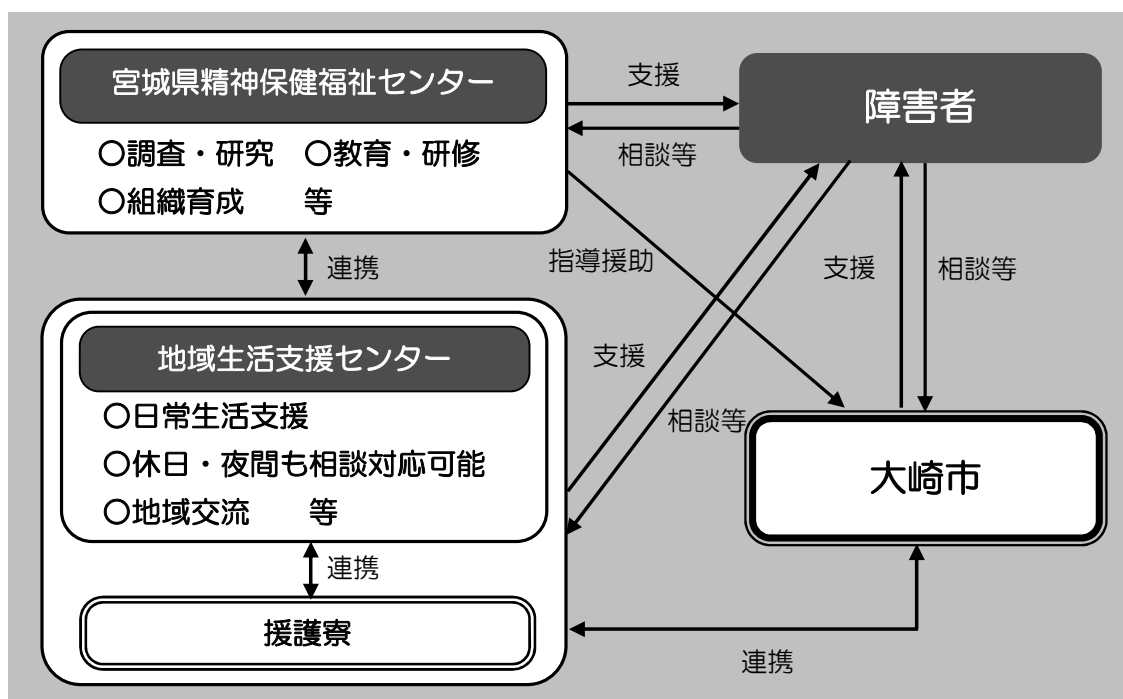 宮城県精神保健福祉センター
○調査・研究　○教育・研修
○組織育成　　等
支援
障害者
相談等
連携
指導援助
支援
相談等
地域生活支援センター
○日常生活支援
○休日・夜間も相談対応可能
○地域交流　　等
支援
相談等
大崎市
連携
援護寮
連携